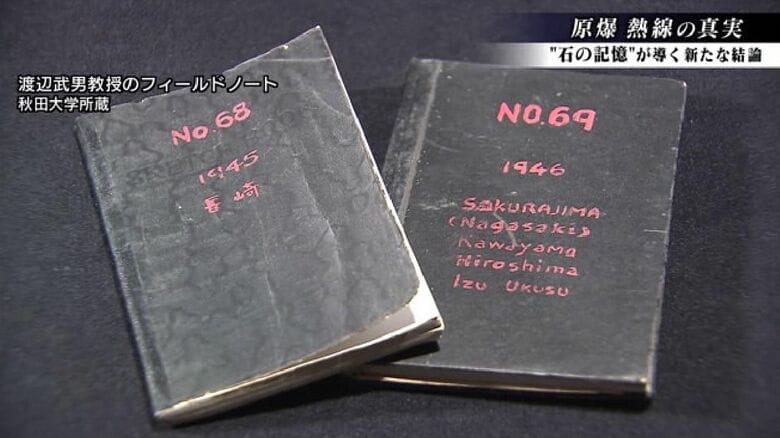 原爆 熱線の真実
"石の記憶"が導く新たな結論
渡辺武男教授のフィールドノート
秋田大学所蔵
No.68
1945
長崎
NO.69
1946
SAKURAJIMA
(Nagasaki)
Kawayama
Hiroshima
Izu UKUSU